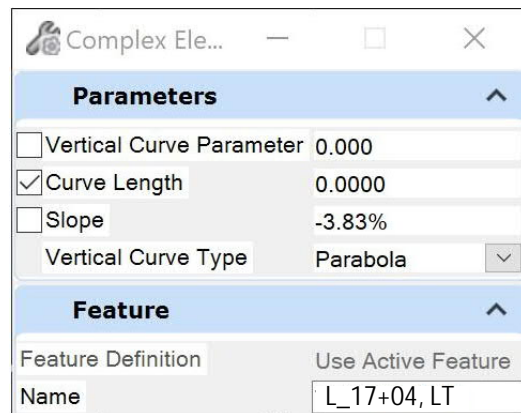 Complex Ele...
Parameters
Vertical Curve Parameter 0.000
Curve Length 0.0000
Slope -3.83%
Vertical Curve Type Parabola
Feature
Feature Definition Use Active Feature
Name L_17+04, LT